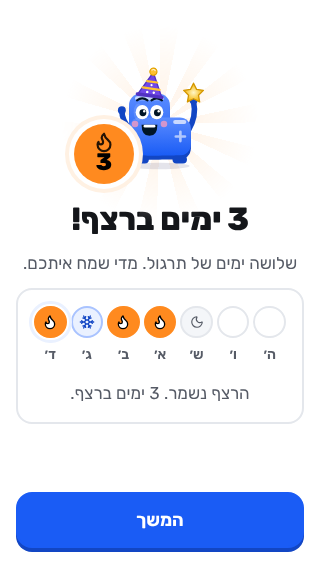 3
3 ימים ברצף!
שלושה ימים של תרגול. מדי שמח איתכם.
ה׳ ו׳ ש׳ א׳ ב׳ ג׳ ד׳
הרצף נשמר. 3 ימים ברצף.
המשך